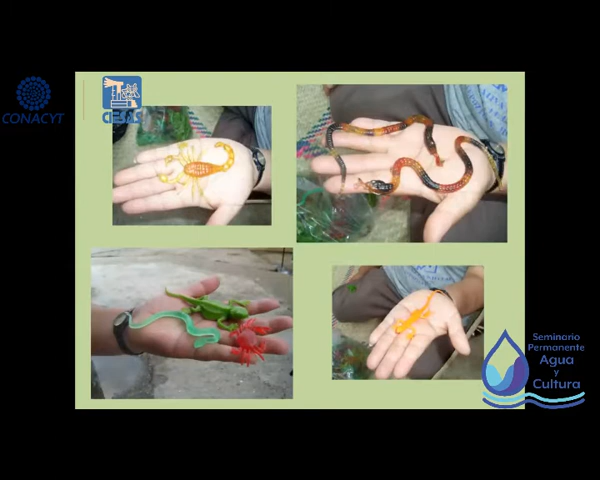 CONACYT
CIESAS
Seminario
Permanente
Agua
y
Cultura